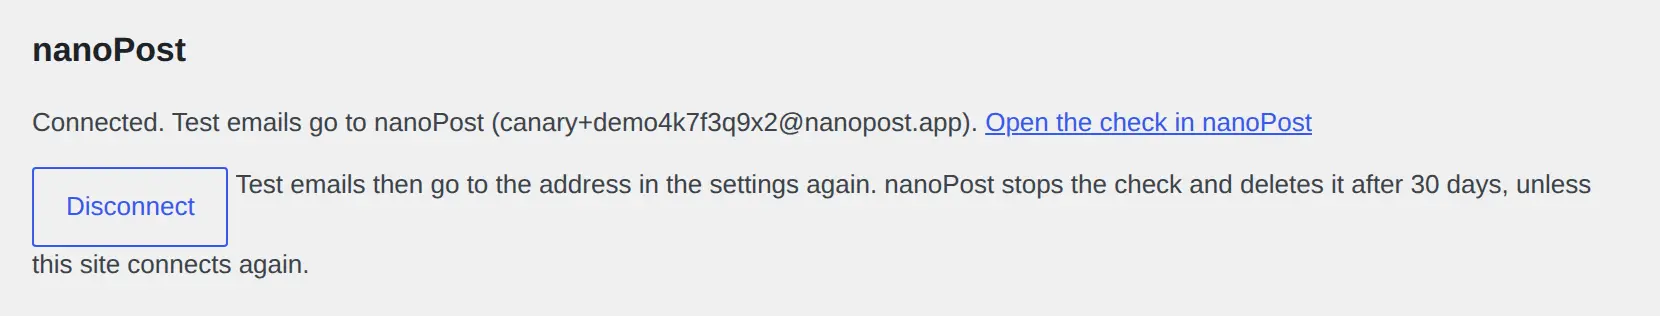 nanoPost
Connected. Test emails go to nanoPost (canary+demo4k7f3q9x2@nanopost.app). Open the check in nanoPost
Disconnect Test emails then go to the address in the settings again. nanoPost stops the check and deletes it after 30 days, unless
this site connects again.